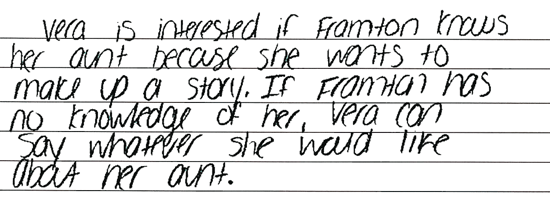 Vera is interested if Framton knows
her aunt because she wants to
make up a story. If Framton has
no knowledge of her, Vera can
say whatever she would like
about her aunt.